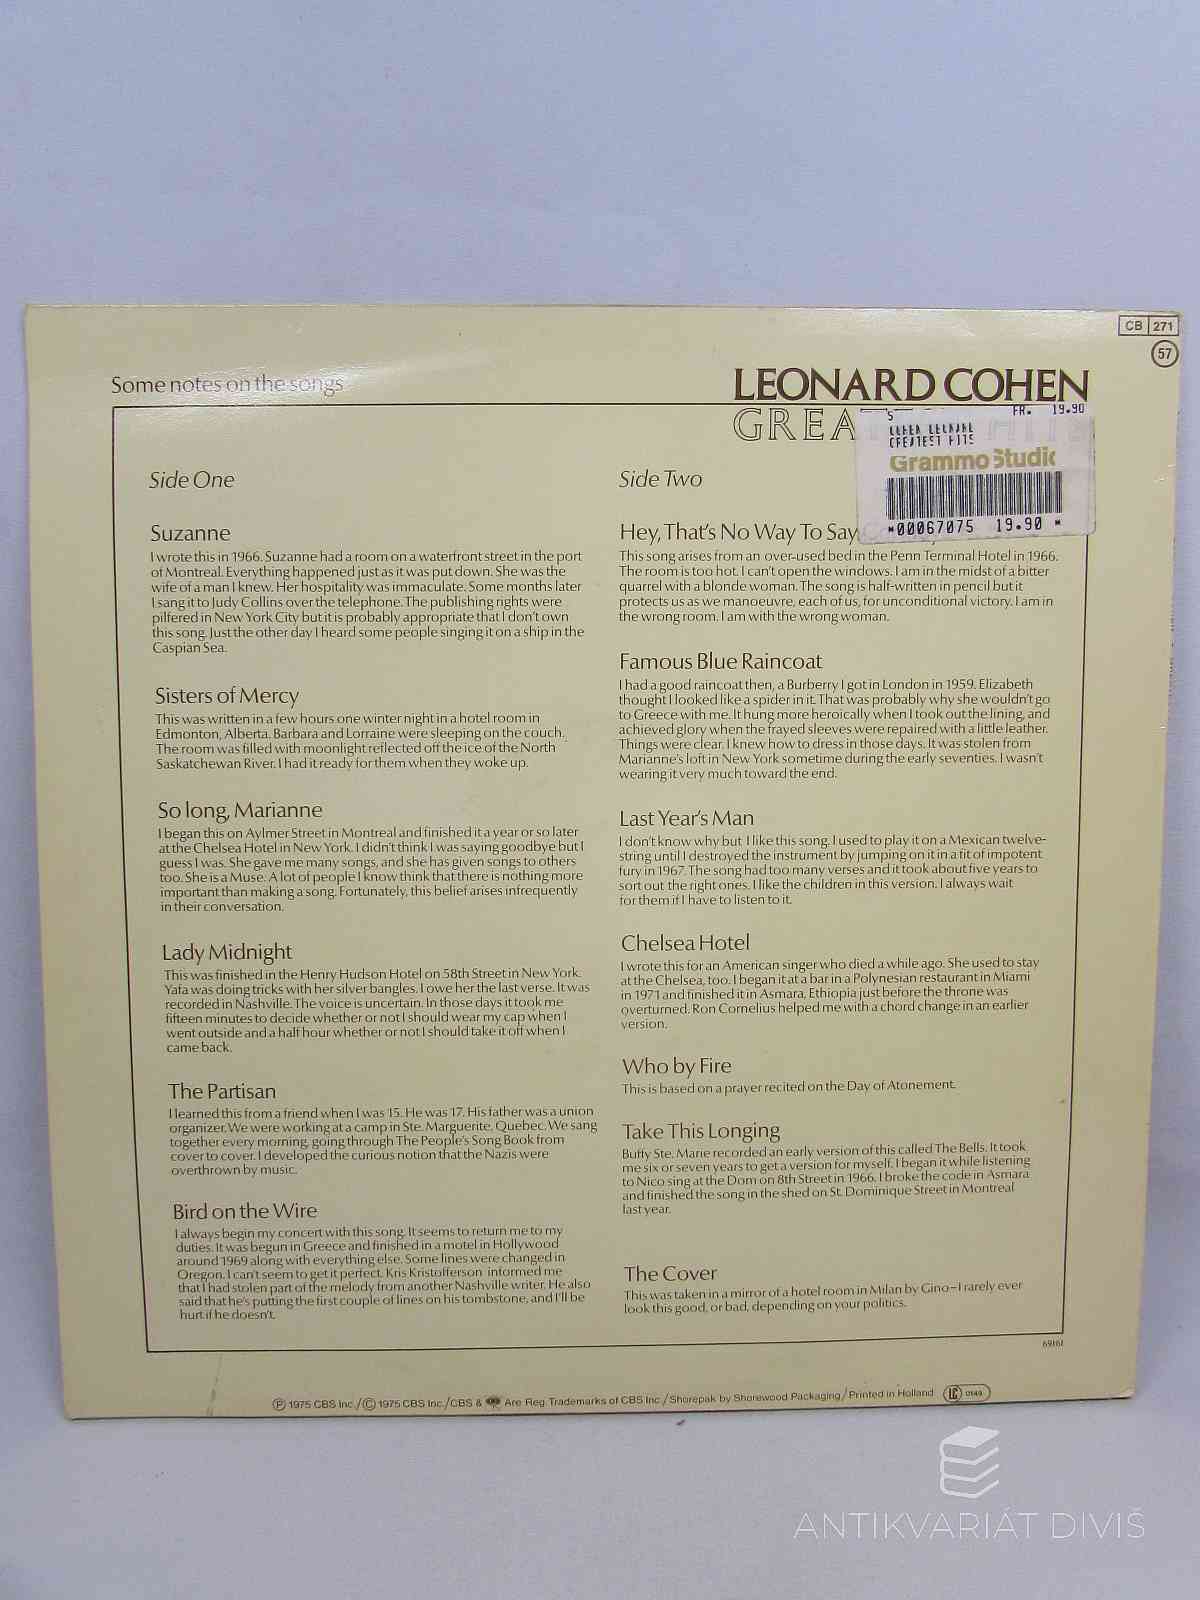 CB 271
57
Some notes on the songs
LEONARD COHEN
GREA
FR. 19.90
GREATEST HITS
Grammo Studio
*00067075 19.90 *
Side One
Suzanne
I wrote this in 1966. Suzanne had a room on a waterfront street in the port
of Montreal. Everything happened just as it was put down. She was the
wife of a man I knew. Her hospitality was immaculate. Some months later
I sang it to Judy Collins over the telephone. The publishing rights were
pilfered in New York City but it is probably appropriate that I don't own
this song. Just the other day I heard some people singing it on a ship in the
Caspian Sea.
Sisters of Mercy
This was written in a few hours one winter night in a hotel room in
Edmonton, Alberta. Barbara and Lorraine were sleeping on the couch.
The room was filled with moonlight reflected off the ice of the North
Saskatchewan River. I had it ready for them when they woke up.
So long, Marianne
I began this on Aylmer Street in Montreal and finished it a year or so later
at the Chelsea Hotel in New York. I didn't think I was saying goodbye but I
guess I was. She gave me many songs, and she has given songs to others
too. She is a Muse. A lot of people I know think that there is nothing more
important than making a song. Fortunately, this belief arises infrequently
in their conversation.
Lady Midnight
This was finished in the Henry Hudson Hotel on 58th Street in New York.
Yafa was doing tricks with her silver bangles. I owe her the last verse. It was
recorded in Nashville. The voice is uncertain. In those days it took me
fifteen minutes to decide whether or not I should wear my cap when I
went outside and a half hour whether or not I should take it off when I
came back.
The Partisan
I learned this from a friend when I was 15. He was 17. His father was a union
organizer. We were working at a camp in Ste. Marguerite, Quebec. We sang
together every morning, going through The People's Song Book from
cover to cover. I developed the curious notion that the Nazis were
overthrown by music.
Bird on the Wire
I always begin my concert with this song. It seems to return me to my
duties. It was begun in Greece and finished in a motel in Hollywood
around 1969 along with everything else. Some lines were changed in
Oregon. I can't seem to get it perfect. Kris Kristofferson informed me
that I had stolen part of the melody from another Nashville writer. He also
said that he's putting the first couple of lines on his tombstone, and I'll be
hurt if he doesn't.
Side Two
Hey, That's No Way To Say
This song arises from an over-used bed in the Penn Terminal Hotel in 1966.
The room is too hot. I can't open the windows. I am in the midst of a bitter
quarrel with a blonde woman. The song is half-written in pencil but it
protects us as we manoeuvre, each of us, for unconditional victory. I am in
the wrong room. I am with the wrong woman.
Famous Blue Raincoat
I had a good raincoat then, a Burberry I got in London in 1959. Elizabeth
thought I looked like a spider in it. That was probably why she wouldn't go
to Greece with me. It hung more heroically when I took out the lining, and
achieved glory when the frayed sleeves were repaired with a little leather.
Things were clear. I knew how to dress in those days. It was stolen from
Marianne's loft in New York sometime during the early seventies. I wasn't
wearing it very much toward the end.
Last Year's Man
I don't know why but I like this song. I used to play it on a Mexican twelve-
string until I destroyed the instrument by jumping on it in a fit of impotent
fury in 1967. The song had too many verses and it took about five years to
sort out the right ones. I like the children in this version. I always wait
for them if I have to listen to it.
Chelsea Hotel
I wrote this for an American singer who died a while ago. She used to stay
at the Chelsea, too. I began it at a bar in a Polynesian restaurant in Miami
in 1971 and finished it in Asmara, Ethiopia just before the throne was
overturned. Ron Cornelius helped me with a chord change in an earlier
version.
Who by Fire
This is based on a prayer recited on the Day of Atonement.
Take This Longing
Buffy Ste. Marie recorded an early version of this called The Bells. It took
me six or seven years to get a version for myself. I began it while listening
to Nico sing at the Dom on 8th Street in 1966. I broke the code in Asmara
and finished the song in the shed on St. Dominique Street in Montreal
last year.
The Cover
This was taken in a mirror of a hotel room in Milan by Gino—I rarely ever
look this good, or bad, depending on your politics.
69161
Ⓟ 1975 CBS Inc./Ⓒ 1975 CBS Inc./CBS & Are Reg. Trademarks of CBS Inc./Shorepak by Shorewood Packaging/Printed in Holland LC 0149
ANTIKVARIÁT DIVIŠ